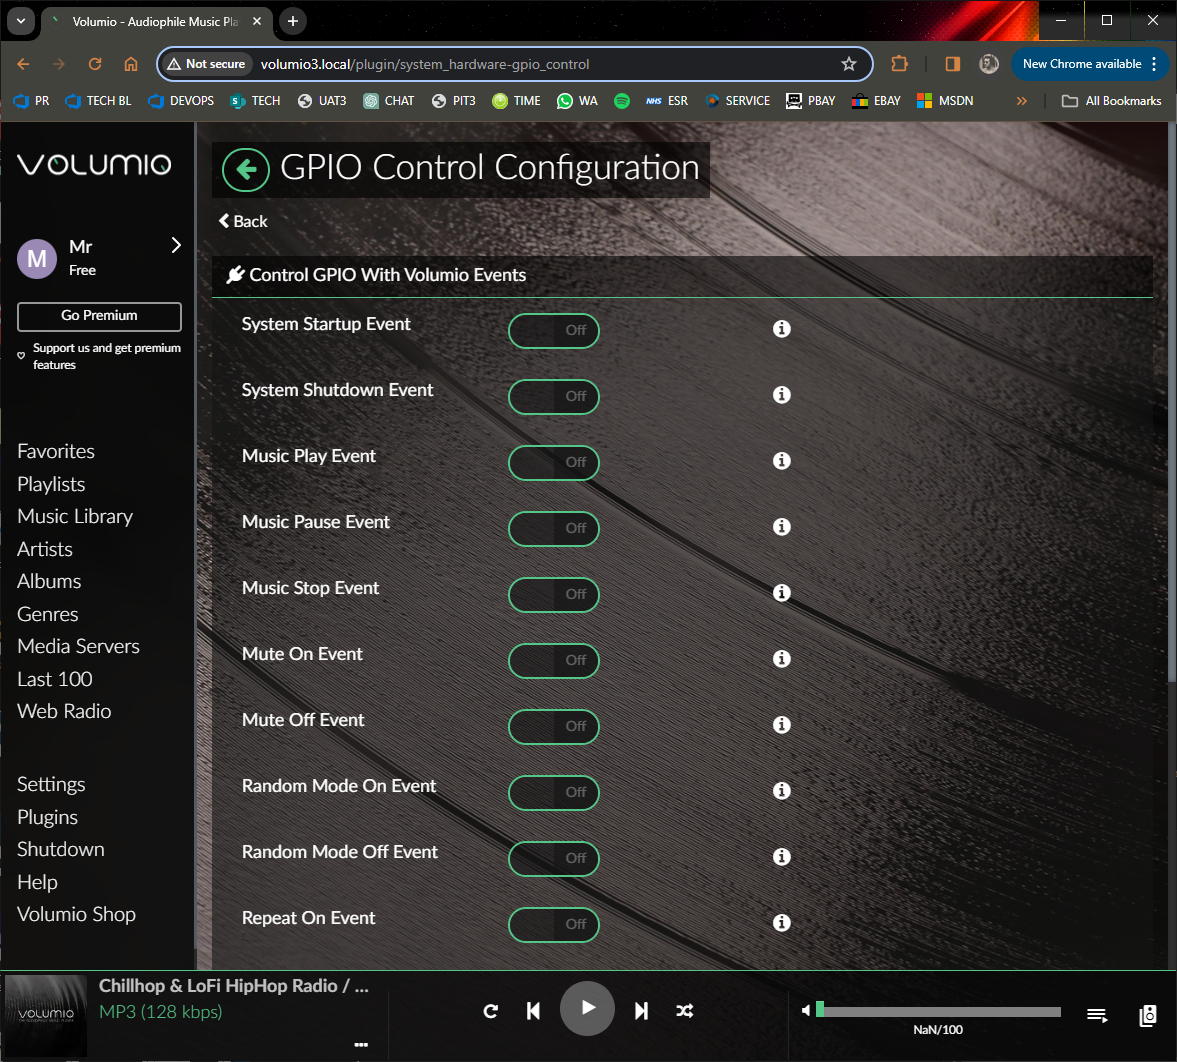 Volumio - Audiophile Music Pla
Not secure
volumio3.local/plugin/system_hardware-gpio_control
New Chrome available
PR
TECH BL
DEVOPS
TECH
UAT3
CHAT
PIT3
TIME
WA
NHS
ESR
SERVICE
PBAY
EBAY
MSDN
All Bookmarks
VOLUMIO
M
Mr
Free
Go Premium
Support us and get premium
features
Favorites
Playlists
Music Library
Artists
Albums
Genres
Media Servers
Last 100
Web Radio
Settings
Plugins
Shutdown
Help
Volumio Shop
GPIO Control Configuration
Back
Control GPIO With Volumio Events
System Startup Event
Off
System Shutdown Event
Off
Music Play Event
Off
Music Pause Event
Off
Music Stop Event
Off
Mute On Event
Off
Mute Off Event
Off
Random Mode On Event
Off
Random Mode Off Event
Off
Repeat On Event
Off
VOLUMIO
Chillhop & LoFi HipHop Radio / ...
MP3 (128 kbps)
NaN/100